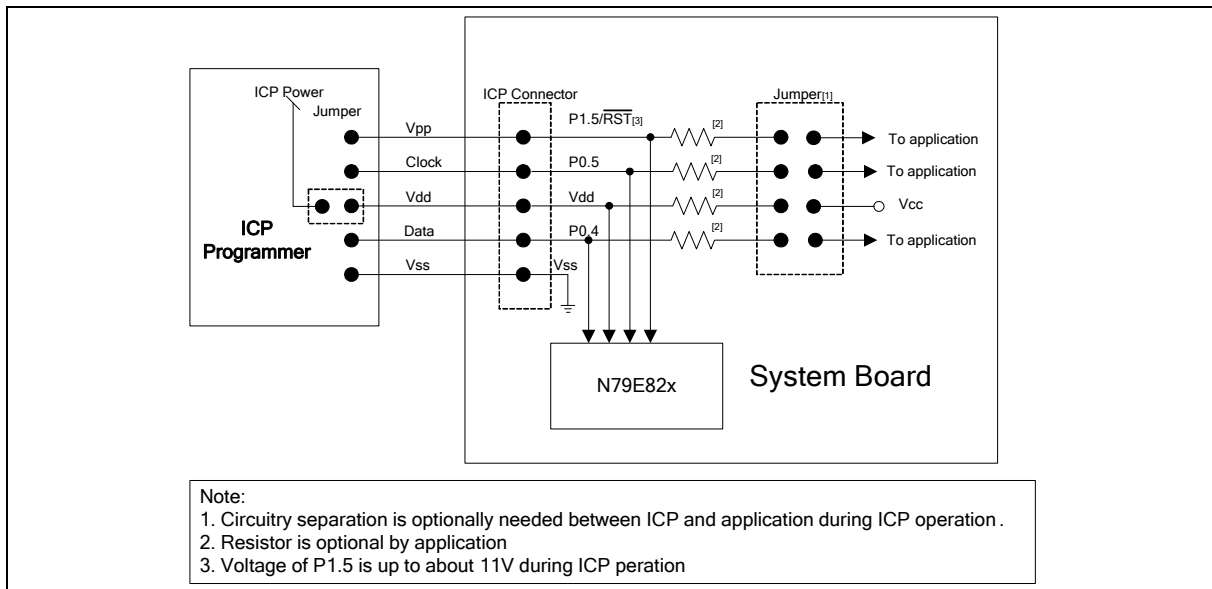 ICP Power
Jumper
ICP Connector
Jumper[1]
Vpp
P1.5/RST[3]
[2]
To application
Clock
P0.5
[2]
To application
Vdd
Vdd
[2]
Vcc
ICP
Programmer
Data
P0.4
[2]
To application
Vss
Vss
N79E82x
System Board
Note:
1. Circuitry separation is optionally needed between ICP and application during ICP operation .
2. Resistor is optional by application
3. Voltage of P1.5 is up to about 11V during ICP peration